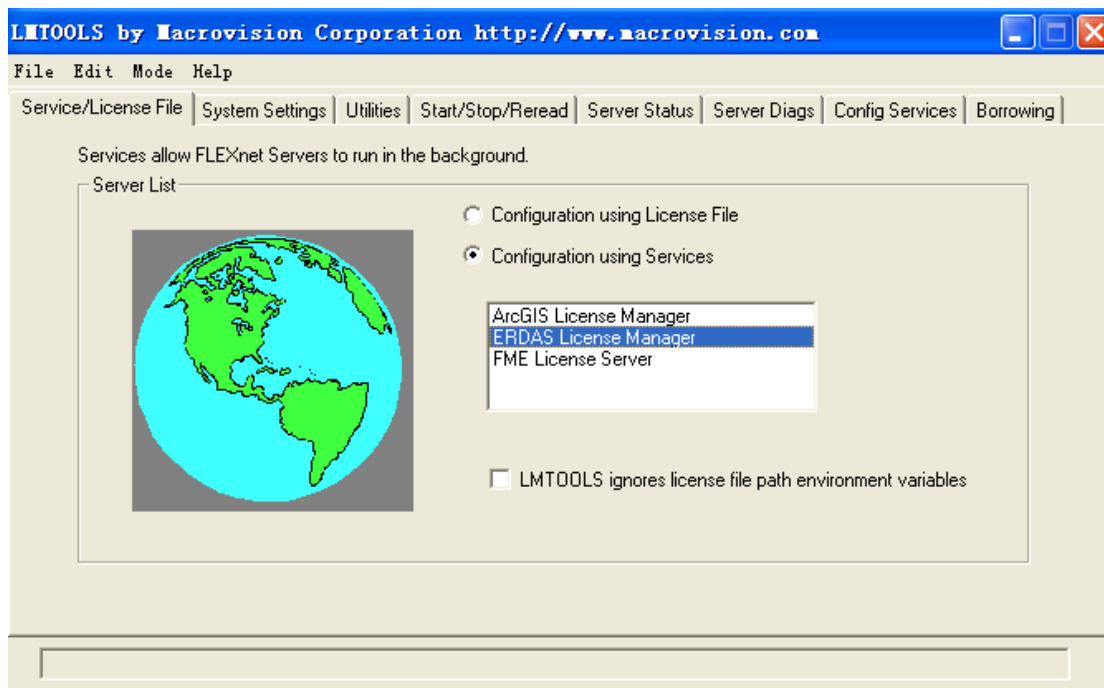 LMTOOLS by Macrovision Corporation http://www.macrovision.com
File Edit Mode Help
Service/License File System Settings Utilities Start/Stop/Reread Server Status Server Diags Config Services Borrowing
Services allow FLEXnet Servers to run in the background.
Server List
Configuration using License File
Configuration using Services
ArcGIS License Manager
ERDAS License Manager
FME License Server
LMTOOLS ignores license file path environment variables